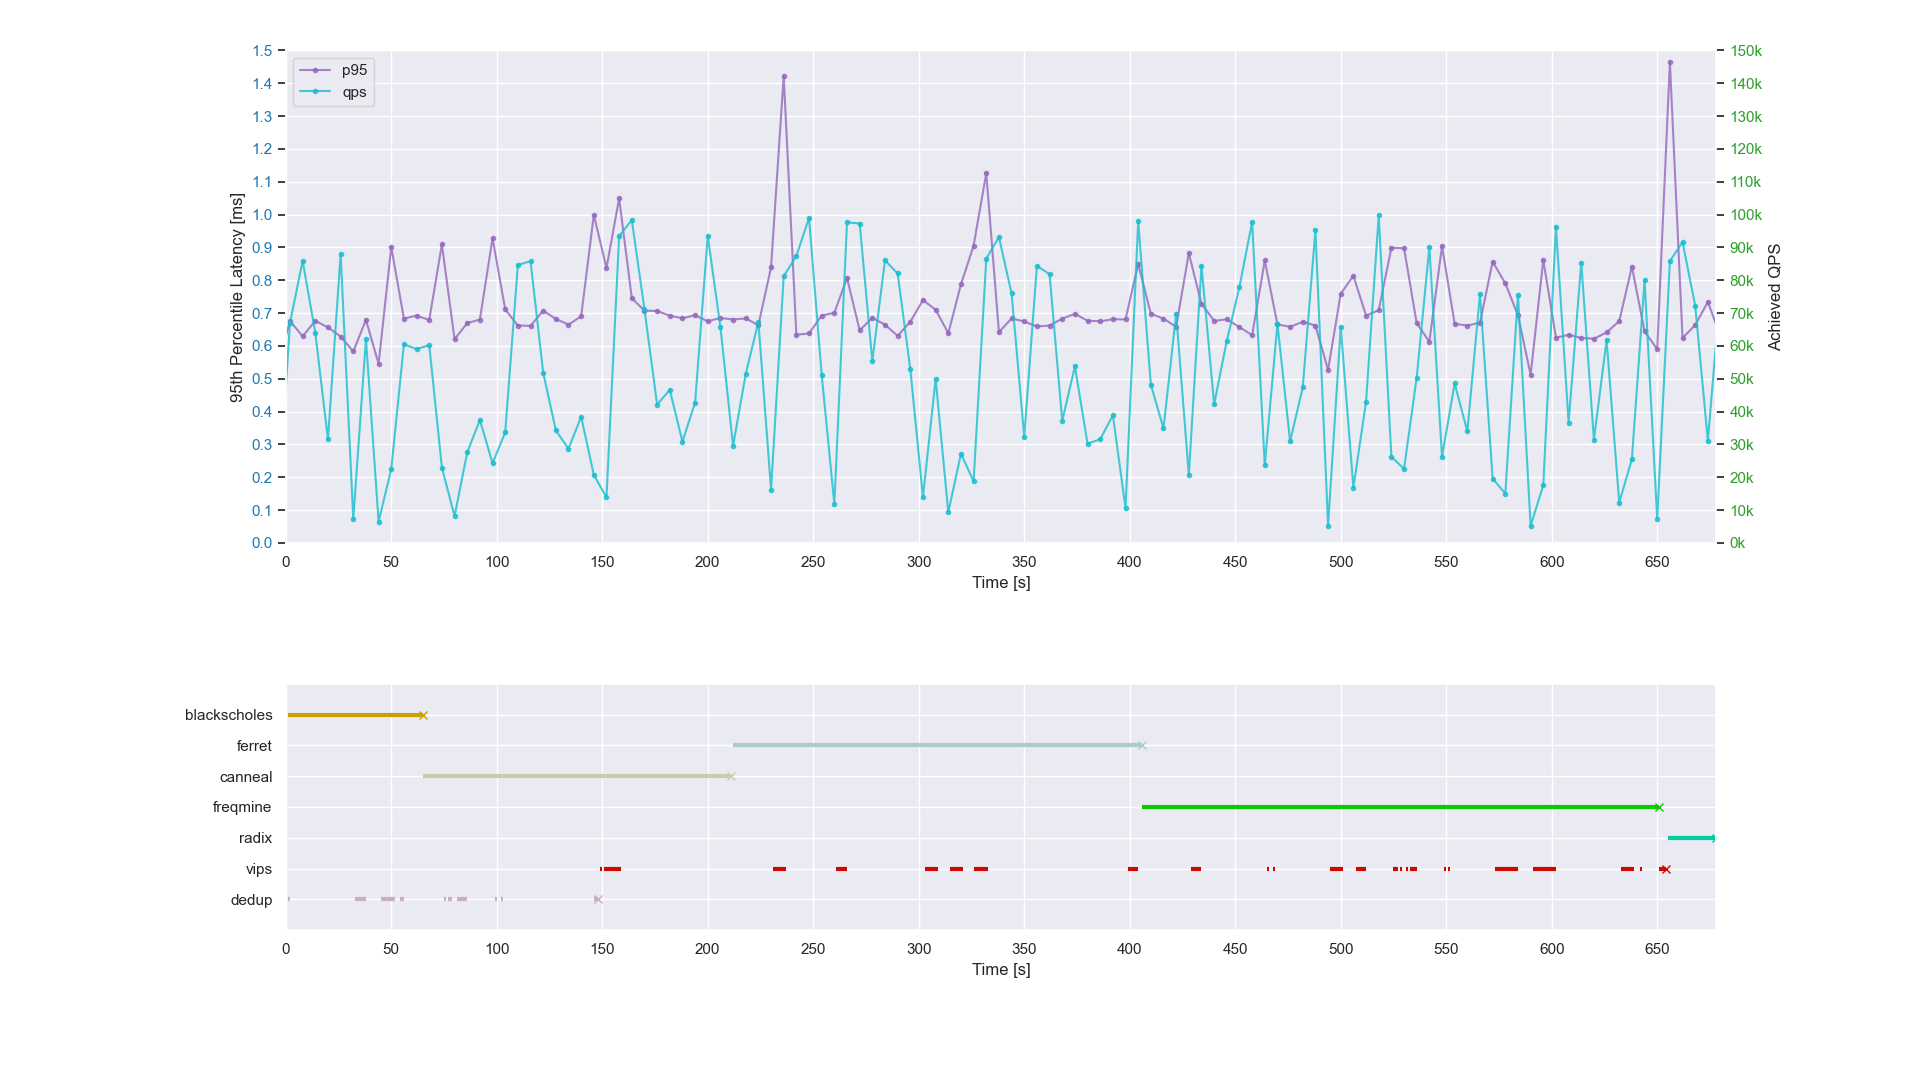 p95
qps
1.5
1.4
1.3
1.2
1.1
1.0
0.9
0.8
0.7
0.6
0.5
0.4
0.3
0.2
0.1
0.0
95th Percentile Latency [ms]
150k
140k
130k
120k
110k
100k
90k
80k
70k
60k
50k
40k
30k
20k
10k
0k
Achieved QPS
0 50 100 150 200 250 300 350 400 450 500 550 600 650
Time [s]
blackscholes
ferret
canneal
freqmine
radix
vips
dedup
0 50 100 150 200 250 300 350 400 450 500 550 600 650
Time [s]